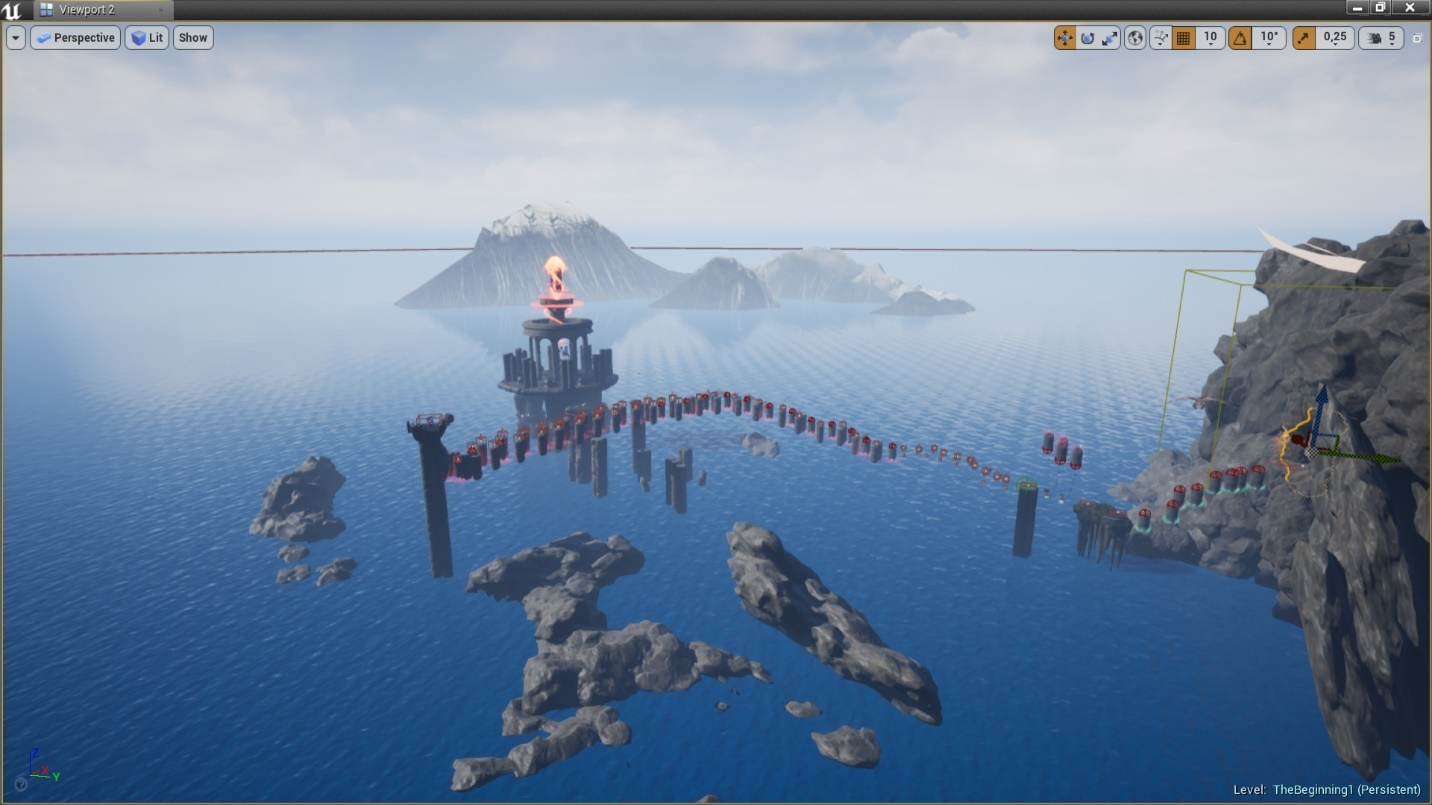 Viewport 2
Perspective
Lit
Show
10
10°
0,25
5
Z
X
Y
Level: TheBeginning1 (Persistent)